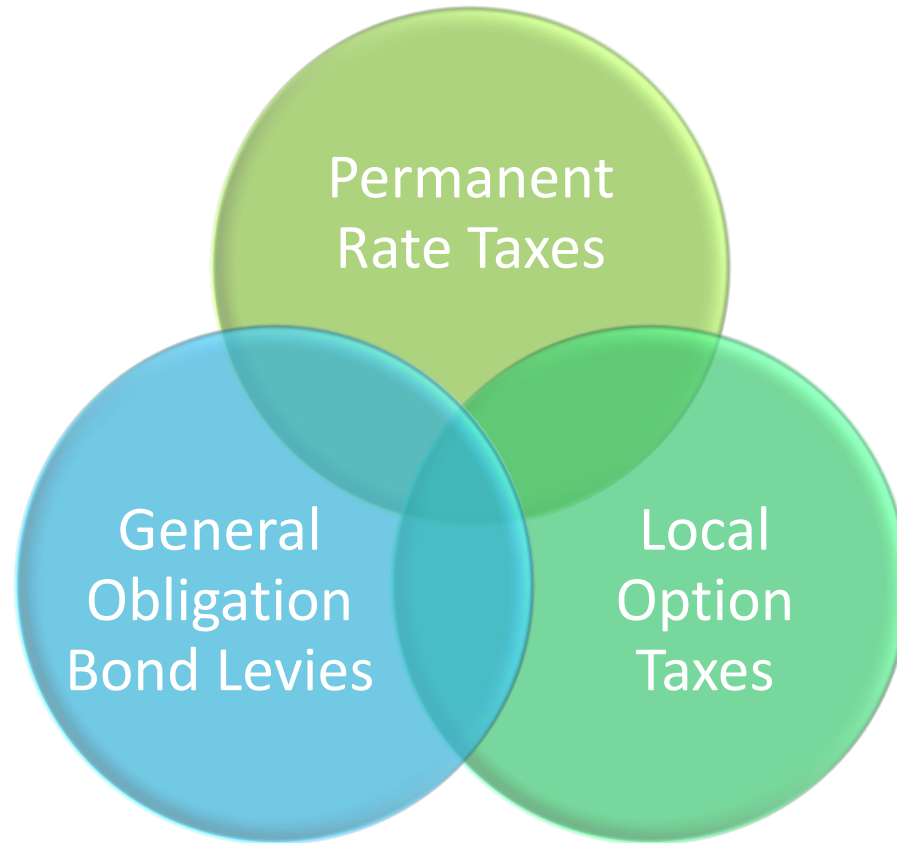 Permanent
Rate Taxes
General
Obligation
Bond Levies
Local
Option
Taxes